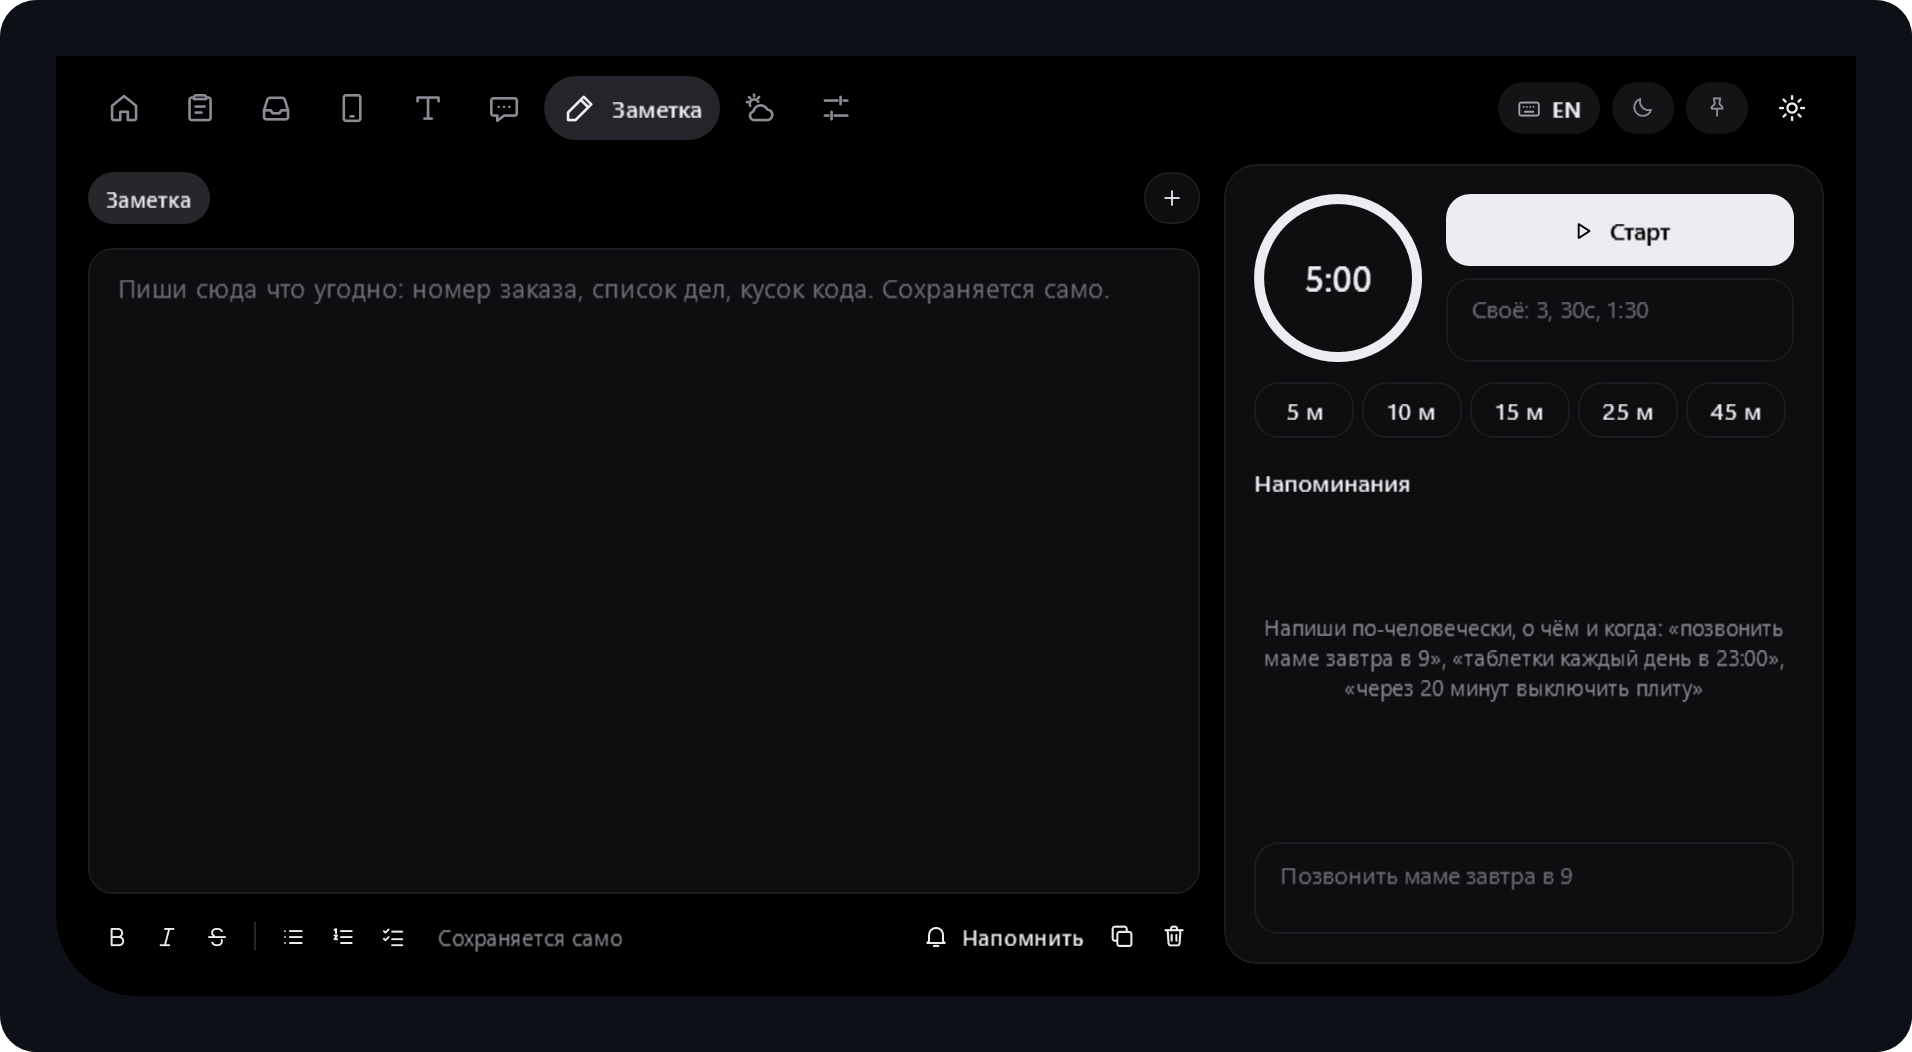 Заметка
EN
Заметка
Пиши сюда что угодно: номер заказа, список дел, кусок кода. Сохраняется само.
5:00
Старт
Своё: 3, 30с, 1:30
5 м
10 м
15 м
25 м
45 м
Напоминания
Напиши по-человечески, о чём и когда: «позвонить
маме завтра в 9», «таблетки каждый день в 23:00»,
«через 20 минут выключить плиту»
Позвонить маме завтра в 9
Сохраняется само
Напомнить